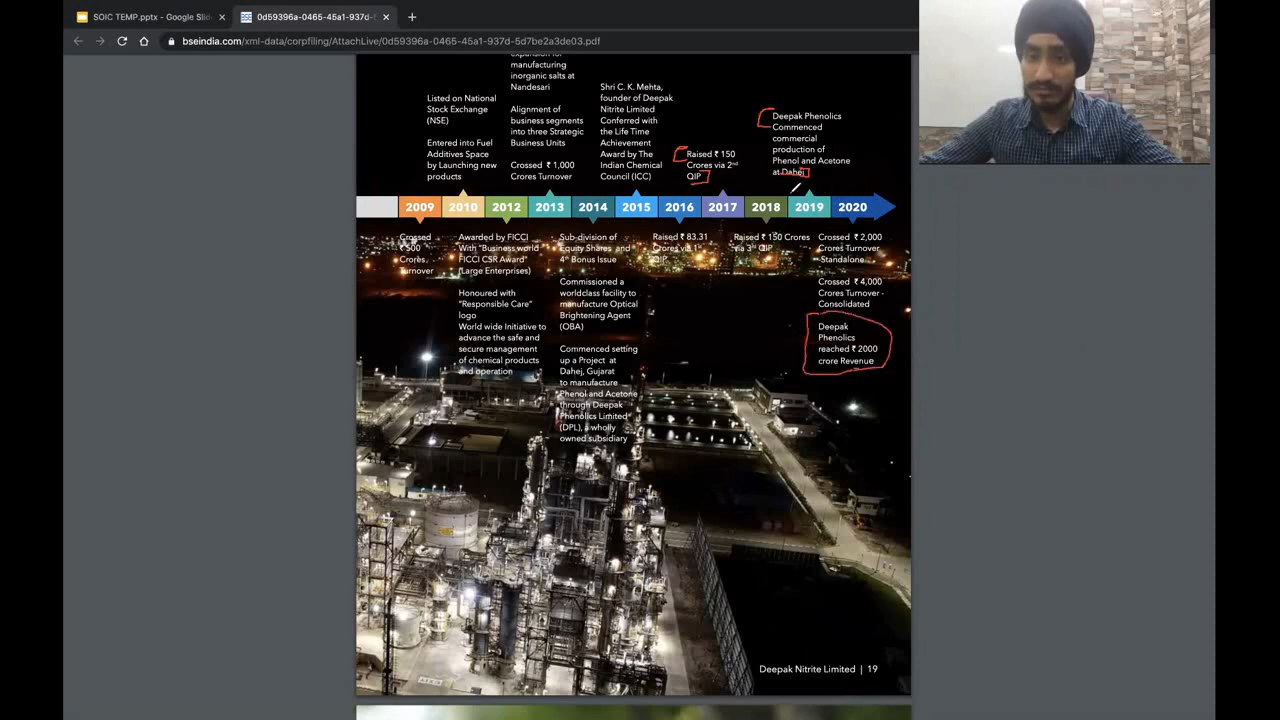 SOIC TEMP.pptx - Google Slid
0d59396a-0465-45a1-937d-5
bseindia.com/xml-data/corpfiling/AttachLive/0d59396a-0465-45a1-937d-5d7be2a3de03.pdf
expansion for
manufacturing
inorganic salts at
Nandesari
Listed on National
Stock Exchange
(NSE)
Entered into Fuel
Additives Space
by Launching new
products
Alignment of
business segments
into three Strategic
Business Units
Crossed ₹ 1,000
Crores Turnover
Shri C. K. Mehta,
founder of Deepak
Nitrite Limited
Conferred with
the Life Time
Achievement
Award by The
Indian Chemical
Council (ICC)
Raised ₹ 150
Crores via 2nd
QIP
Deepak Phenolics
Commenced
commercial
production of
Phenol and Acetone
at Dahej
2009 2010 2012 2013 2014 2015 2016 2017 2018 2019 2020
Crossed
₹500
Crores
Turnover
Awarded by FICCI
With "Business world
FICCI CSR Award"
(Large Enterprises)
Honoured with
"Responsible Care"
logo
World wide Initiative to
advance the safe and
secure management
of chemical products
and operation
Sub-division of
Equity Shares and
4th Bonus Issue
Commissioned a
worldclass facility to
manufacture Optical
Brightening Agent
(OBA)
Commenced setting
up a Project at
Dahej, Gujarat
to manufacture
Phenol and Acetone
through Deepak
Phenolics Limited
(DPL), a wholly
owned subsidiary
Raised ₹ 83.31
Crores via 1st
QIP
Raised ₹ 150 Crores
via 3rd QIP
Crossed ₹ 2,000
Crores Turnover
Standalone
Crossed ₹ 4,000
Crores Turnover -
Consolidated
Deepak
Phenolics
reached ₹ 2000
crore Revenue
Deepak Nitrite Limited | 19